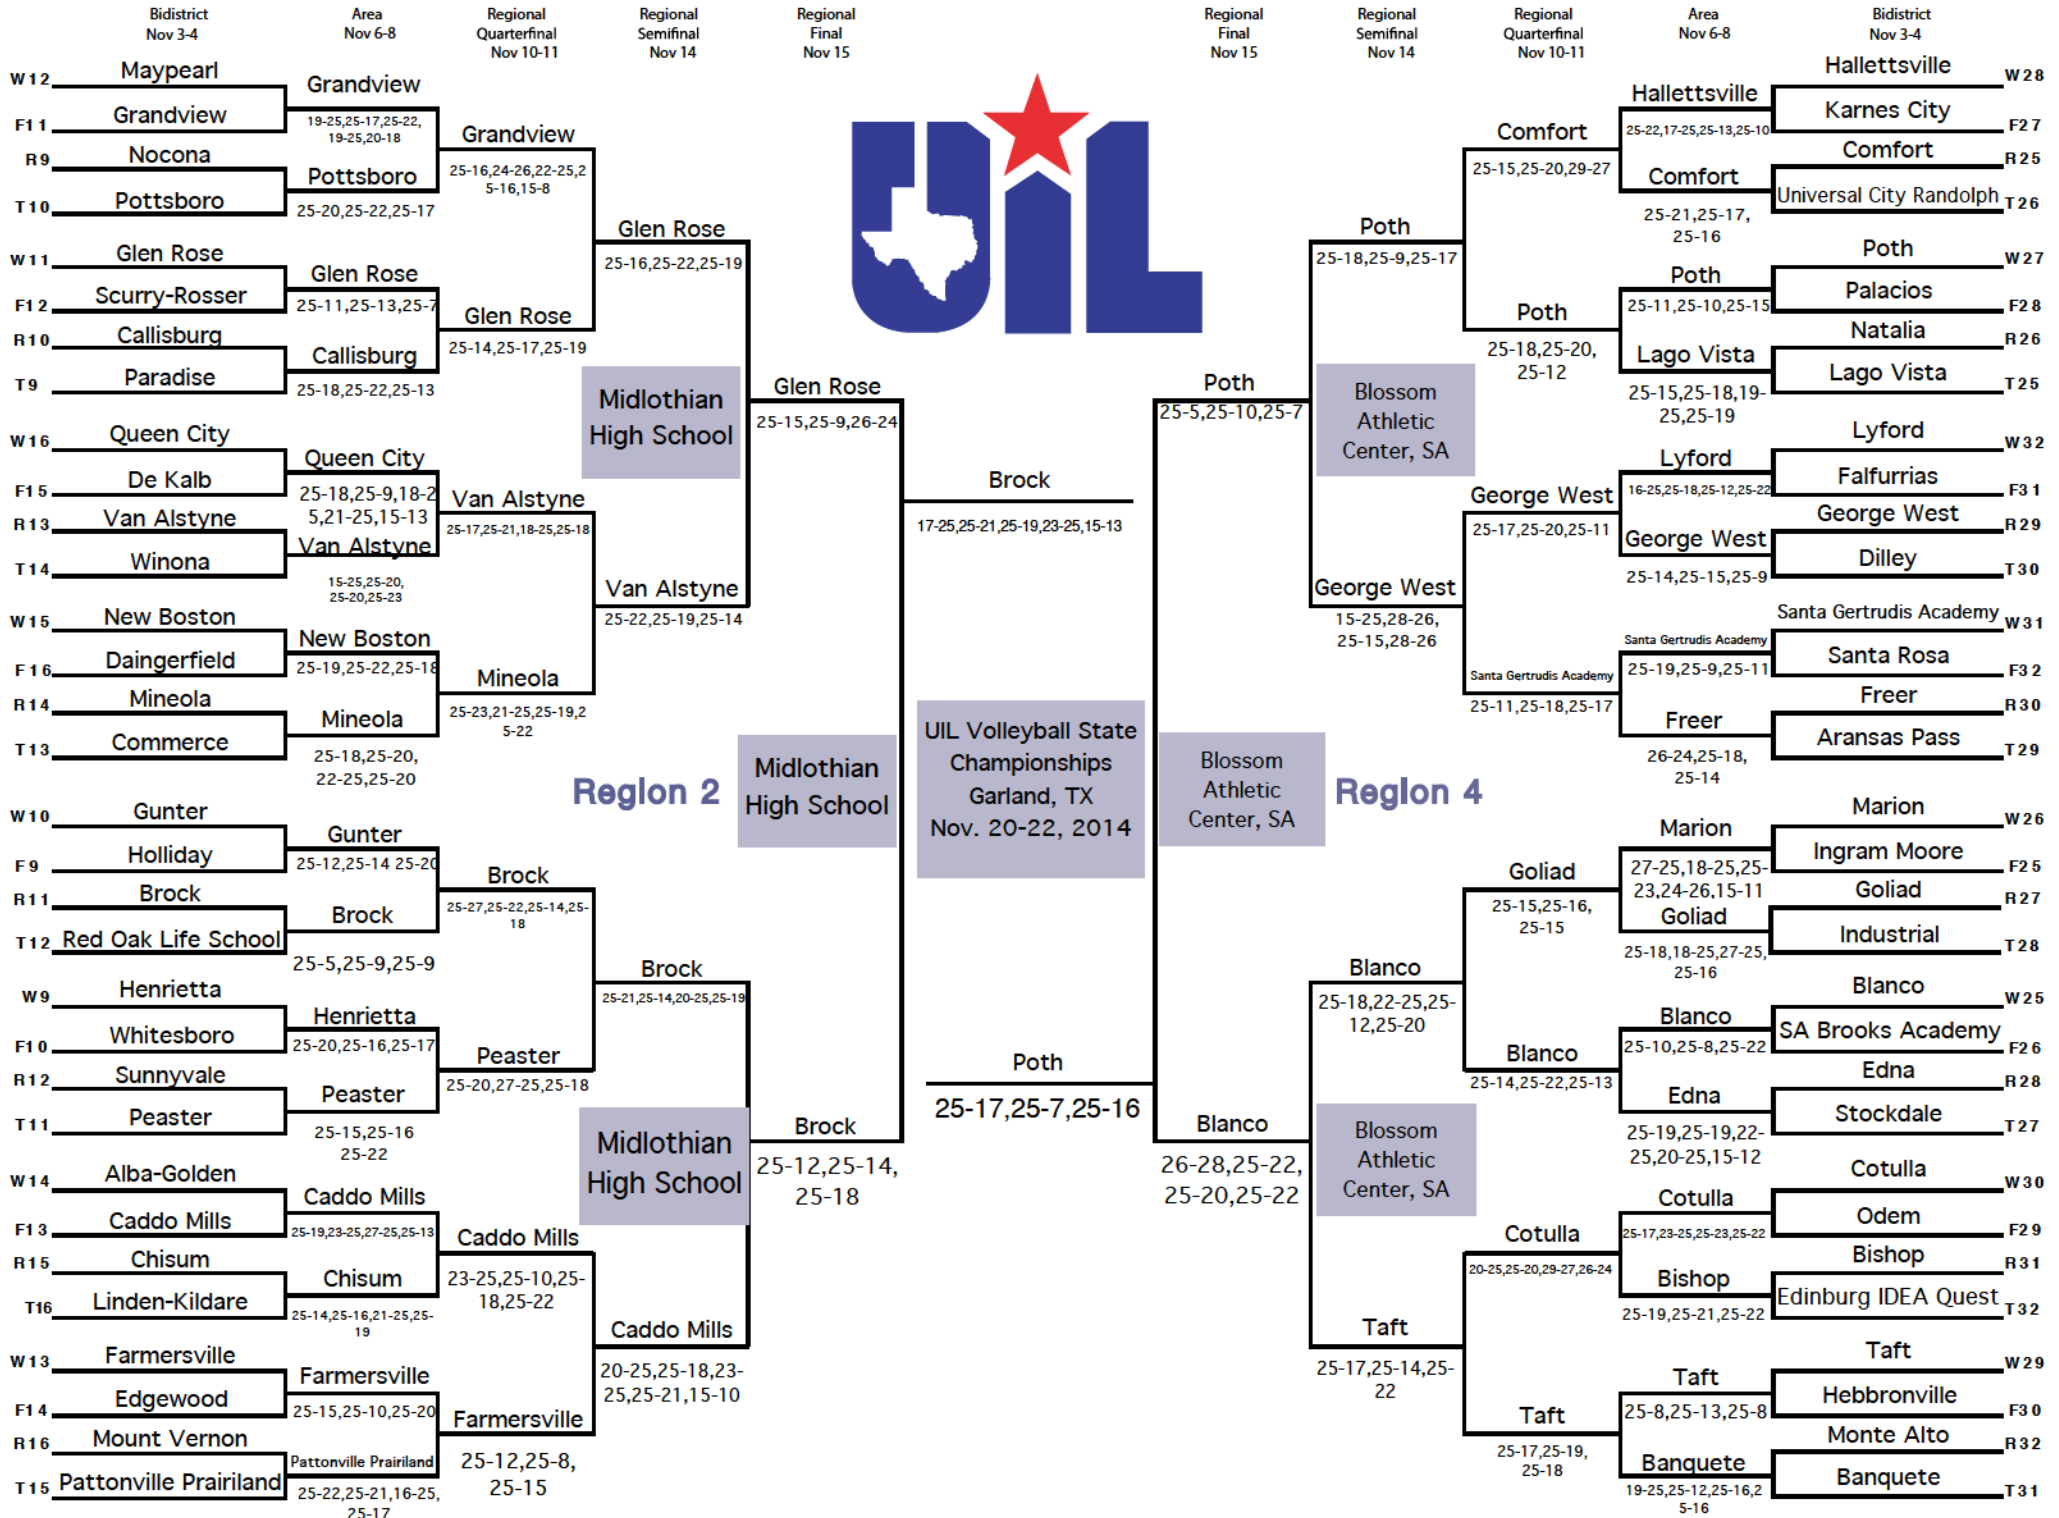 Bidistrict
Nov 3-4
Area
Nov 6-8
Regional
Quarterfinal
Nov 10-11
Regional
Semifinal
Nov 14
Regional
Final
Nov 15
Regional
Final
Nov 15
Regional
Semifinal
Nov 14
Regional
Quarterfinal
Nov 10-11
Area
Nov 6-8
Bidistrict
Nov 3-4
W12 Maypearl
F11 Grandview
R9 Nocona
T10 Pottsboro
W11 Glen Rose
F12 Scurry-Rosser
R10 Callisburg
T9 Paradise
W16 Queen City
F15 De Kalb
R13 Van Alstyne
T14 Winona
W15 New Boston
F16 Daingerfield
R14 Mineola
T13 Commerce
W10 Gunter
F9 Holliday
R11 Brock
T12 Red Oak Life School
W9 Henrietta
F10 Whitesboro
R12 Sunnyvale
T11 Peaster
W14 Alba-Golden
F13 Caddo Mills
R15 Chisum
T16 Linden-Kildare
W13 Farmersville
F14 Edgewood
R16 Mount Vernon
T15 Pattonville Prairiland
Grandview
19-25,25-17,25-22,
19-25,20-18
Pottsboro
25-20,25-22,25-17
Glen Rose
25-11,25-13,25-7
Callisburg
25-18,25-22,25-13
Queen City
25-18,25-9,18-2
5,21-25,15-13
Van Alstyne
15-25,25-20,
25-20,25-23
New Boston
25-19,25-22,25-18
Mineola
25-18,25-20,
22-25,25-20
Gunter
25-12,25-14 25-20
Brock
25-5,25-9,25-9
Henrietta
25-20,25-16,25-17
Peaster
25-15,25-16
25-22
Caddo Mills
25-19,23-25,27-25,25-13
Chisum
25-14,25-16,21-25,25-
19
Farmersville
25-15,25-10,25-20
Pattonville Prairiland
25-22,25-21,16-25,
25-17
Grandview
25-16,24-26,22-25,2
5-16,15-8
Glen Rose
25-14,25-17,25-19
Van Alstyne
25-17,25-21,18-25,25-18
Mineola
25-23,21-25,25-19,2
5-22
Brock
25-27,25-22,25-14,25-
18
Peaster
25-20,27-25,25-18
Caddo Mills
23-25,25-10,25-
18,25-22
Farmersville
25-12,25-8,
25-15
Glen Rose
25-16,25-22,25-19
Midlothian
High School
Van Alstyne
25-22,25-19,25-14
Region 2
Brock
25-21,25-14,20-25,25-19
Midlothian
High School
Caddo Mills
20-25,25-18,23-
25,25-21,15-10
Glen Rose
25-15,25-9,26-24
Midlothian
High School
Brock
25-12,25-14,
25-18
UIL
Brock
17-25,25-21,25-19,23-25,15-13
UIL Volleyball State
Championships
Garland, TX
Nov. 20-22, 2014
Poth
25-17,25-7,25-16
Poth
25-5,25-10,25-7
Blossom
Athletic
Center, SA
Blanco
26-28,25-22,
25-20,25-22
Poth
25-18,25-9,25-17
Blossom
Athletic
Center, SA
George West
15-25,28-26,
25-15,28-26
Region 4
Blanco
25-18,22-25,25-
12,25-20
Blossom
Athletic
Center, SA
Taft
25-17,25-14,25-
22
Comfort
25-15,25-20,29-27
Poth
25-18,25-20,
25-12
George West
25-17,25-20,25-11
Santa Gertrudis Academy
25-11,25-18,25-17
Goliad
25-15,25-16,
25-15
Blanco
25-14,25-22,25-13
Cotulla
20-25,25-20,29-27,26-24
Taft
25-17,25-19,
25-18
Hallettsville
25-22,17-25,25-13,25-10
Comfort
25-21,25-17,
25-16
Poth
25-11,25-10,25-15
Lago Vista
25-15,25-18,19-
25,25-19
Lyford
16-25,25-18,25-12,25-22
George West
25-14,25-15,25-9
Santa Gertrudis Academy
25-19,25-9,25-11
Freer
26-24,25-18,
25-14
Marion
27-25,18-25,25-
23,24-26,15-11
Goliad
25-18,18-25,27-25,
25-16
Blanco
25-10,25-8,25-22
Edna
25-19,25-19,22-
25,20-25,15-12
Cotulla
25-17,23-25,25-23,25-22
Bishop
25-19,25-21,25-22
Taft
25-8,25-13,25-8
Banquete
19-25,25-12,25-16,2
5-16
Hallettsville W28
Karnes City F27
Comfort R25
Universal City Randolph T26
Poth W27
Palacios F28
Natalia R26
Lago Vista T25
Lyford W32
Falfurrias F31
George West R29
Dilley T30
Santa Gertrudis Academy W31
Santa Rosa F32
Freer R30
Aransas Pass T29
Marion W26
Ingram Moore F25
Goliad R27
Industrial T28
Blanco W25
SA Brooks Academy F26
Edna R28
Stockdale T27
Cotulla W30
Odem F29
Bishop R31
Edinburg IDEA Quest T32
Taft W29
Hebbronville F30
Monte Alto R32
Banquete T31